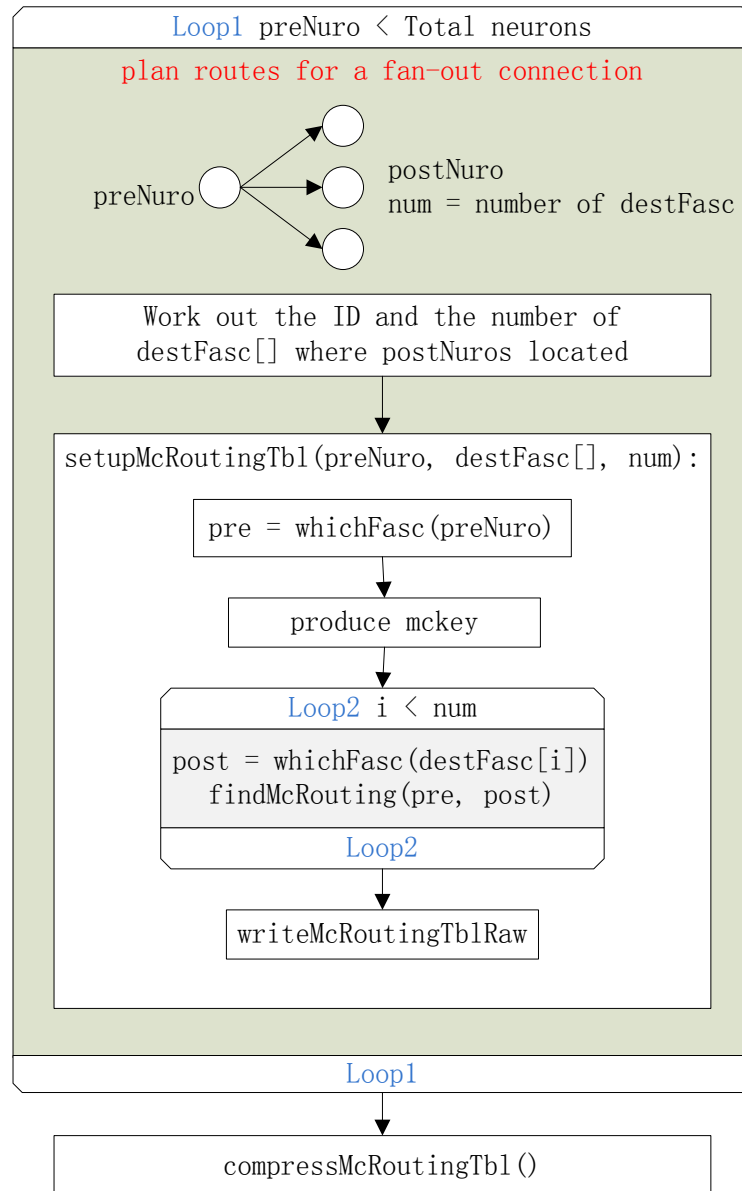 Loop1 preNuro < Total neurons
plan routes for a fan-out connection
preNuro
postNuro
num = number of destFasc
Work out the ID and the number of
destFasc[] where postNuros located
setupMcRoutingTbl(preNuro, destFasc[], num):
pre = whichFasc(preNuro)
produce mckey
Loop2 i < num
post = whichFasc(destFasc[i])
findMcRouting(pre, post)
Loop2
writeMcRoutingTblRaw
Loop1
compressMcRoutingTbl()